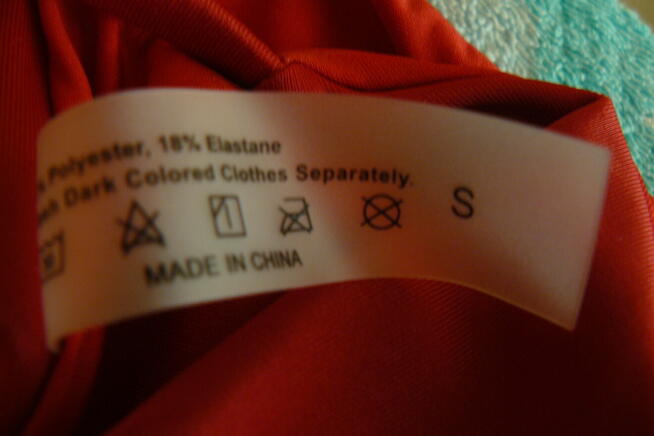 Polyester, 18% Elastane
Dark Colored Clothes Separately.
S
MADE IN CHINA